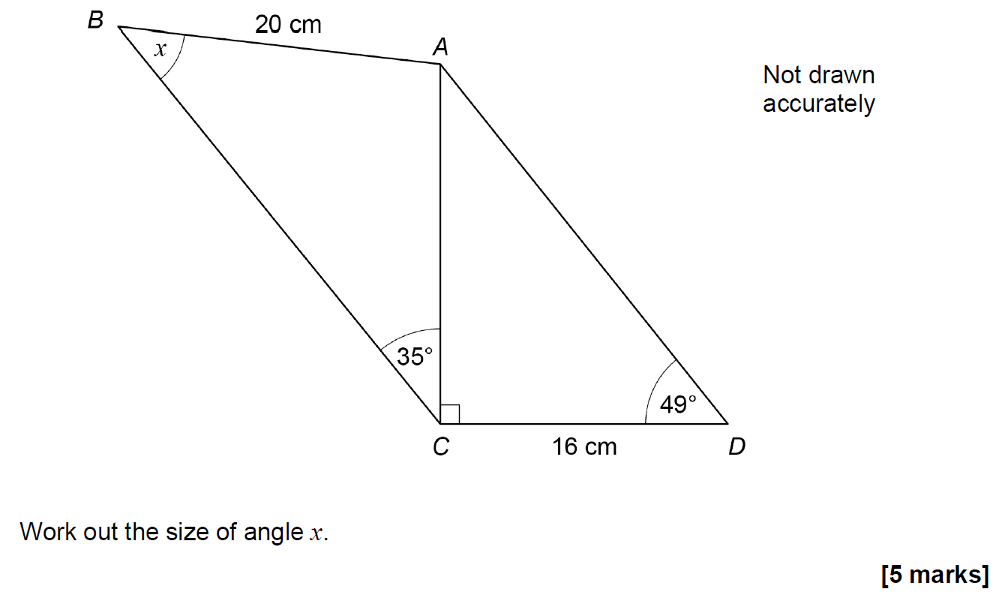 B
20 cm
A
x
Not drawn
accurately
35°
49°
C
16 cm
D
Work out the size of angle x.
[5 marks]